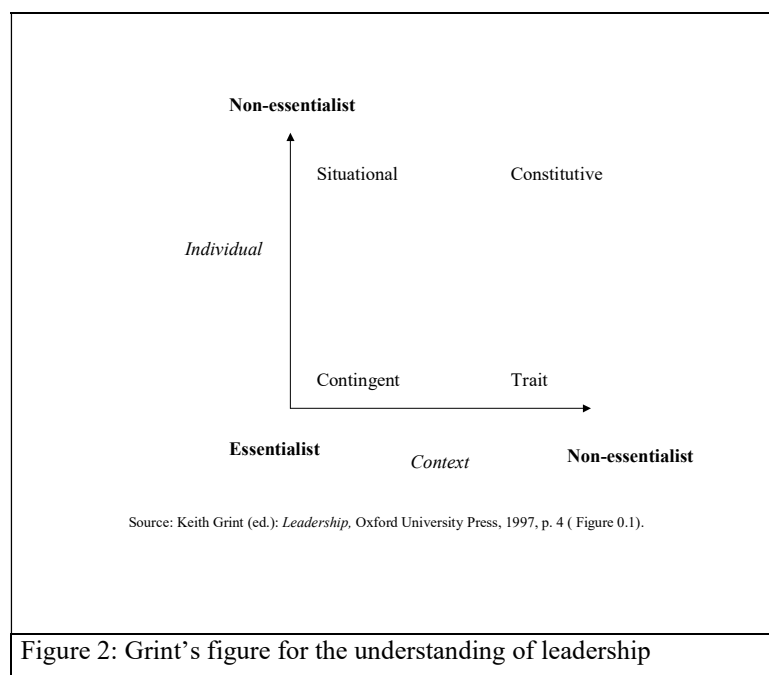 Non-essentialist
Situational Constitutive
Individual
Contingent Trait
Essentialist Context Non-essentialist
Source: Keith Grint (ed.): Leadership, Oxford University Press, 1997, p. 4 ( Figure 0.1).
Figure 2: Grint’s figure for the understanding of leadership